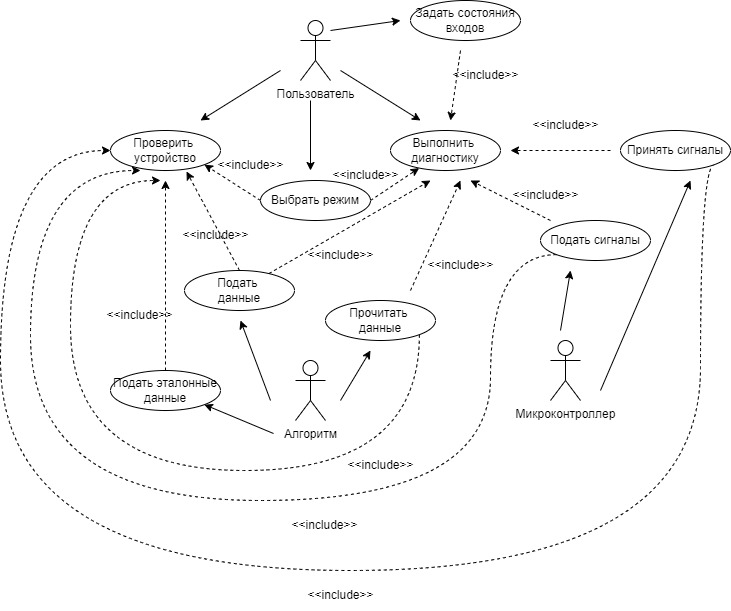 Задать состояния
входов
<<include>>
Пользователь
Проверить
устройство
Выполнить
диагностику
<<include>>
Принять сигналы
<<include>>
<<include>>
Выбрать режим
<<include>>
<<include>>
Подать сигналы
<<include>>
<<include>>
Подать
данные
Прочитать
данные
<<include>>
Подать эталонные
данные
Алгоритм
Микроконтроллер
<<include>>
<<include>>
<<include>>